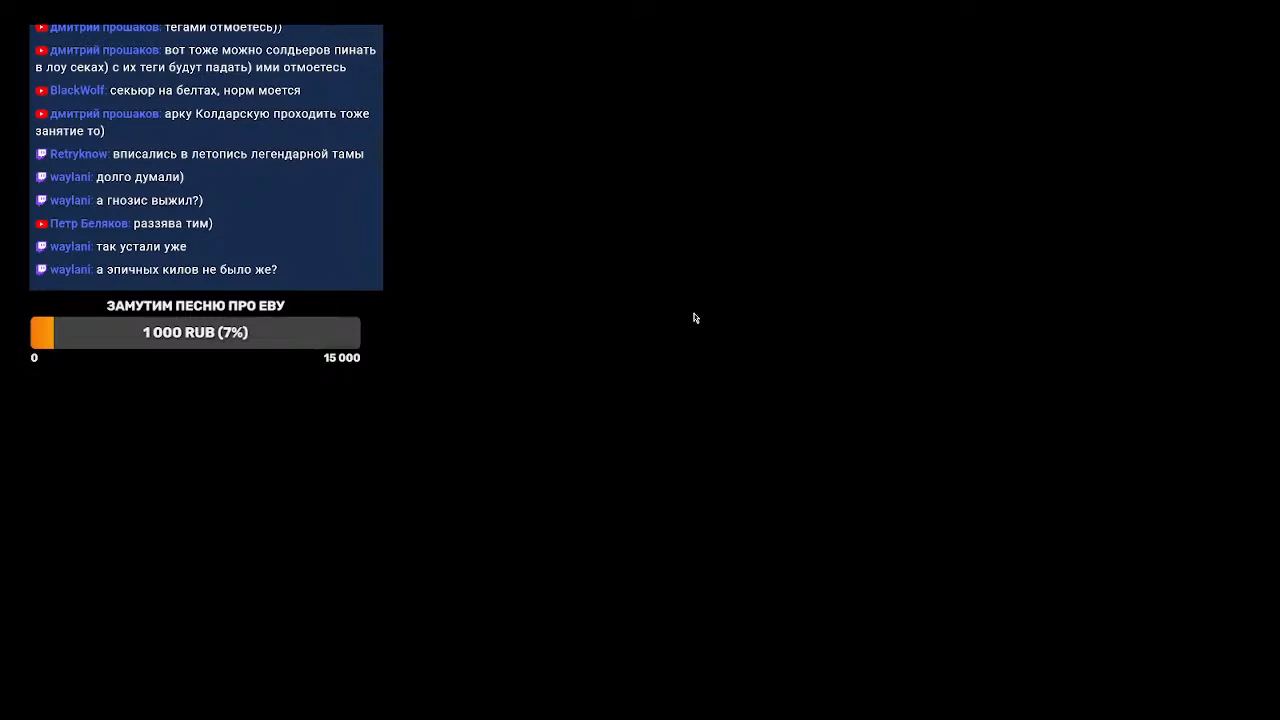 дмитрий прошаков: тегами отмоетесь))
дмитрий прошаков: вот тоже можно солдьеров пинать
в лоу секах) с их теги будут падать) ими отмоетесь
BlackWolf: секьюр на белтах, норм моется
дмитрий прошаков: арку Колдарскую проходить тоже
занятие то)
Retryknow: вписались в летопись легендарной тамы
waylani: долго думали)
waylani: а гнозис выжил?)
Петр Беляков: раззява тим)
waylani: так устали уже
waylani: а эпичных килов не было же?
ЗАМУТИМ ПЕСНЮ ПРО ЕВУ
1 000 RUB (7%)
0 15 000